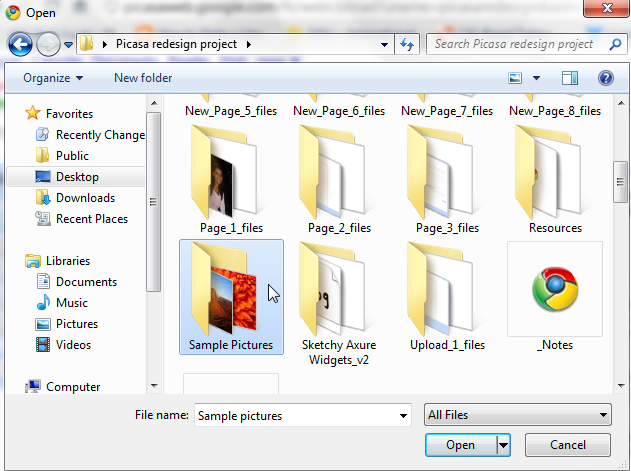 Open
Picasa redesign project
Search Picasa redesign project
Organize
New folder
Favorites
Recently Change
Public
Desktop
Downloads
Recent Places
Libraries
Documents
Music
Pictures
Videos
Computer
New_Page_5_files New_Page_6_files New_Page_7_files New_Page_8_files
Page_1_files Page_2_files Page_3_files Resources
Sample Pictures
Sketchy Axure
Widgets_v2
Upload_1_files
_Notes
File name: Sample pictures
All Files
Open Cancel